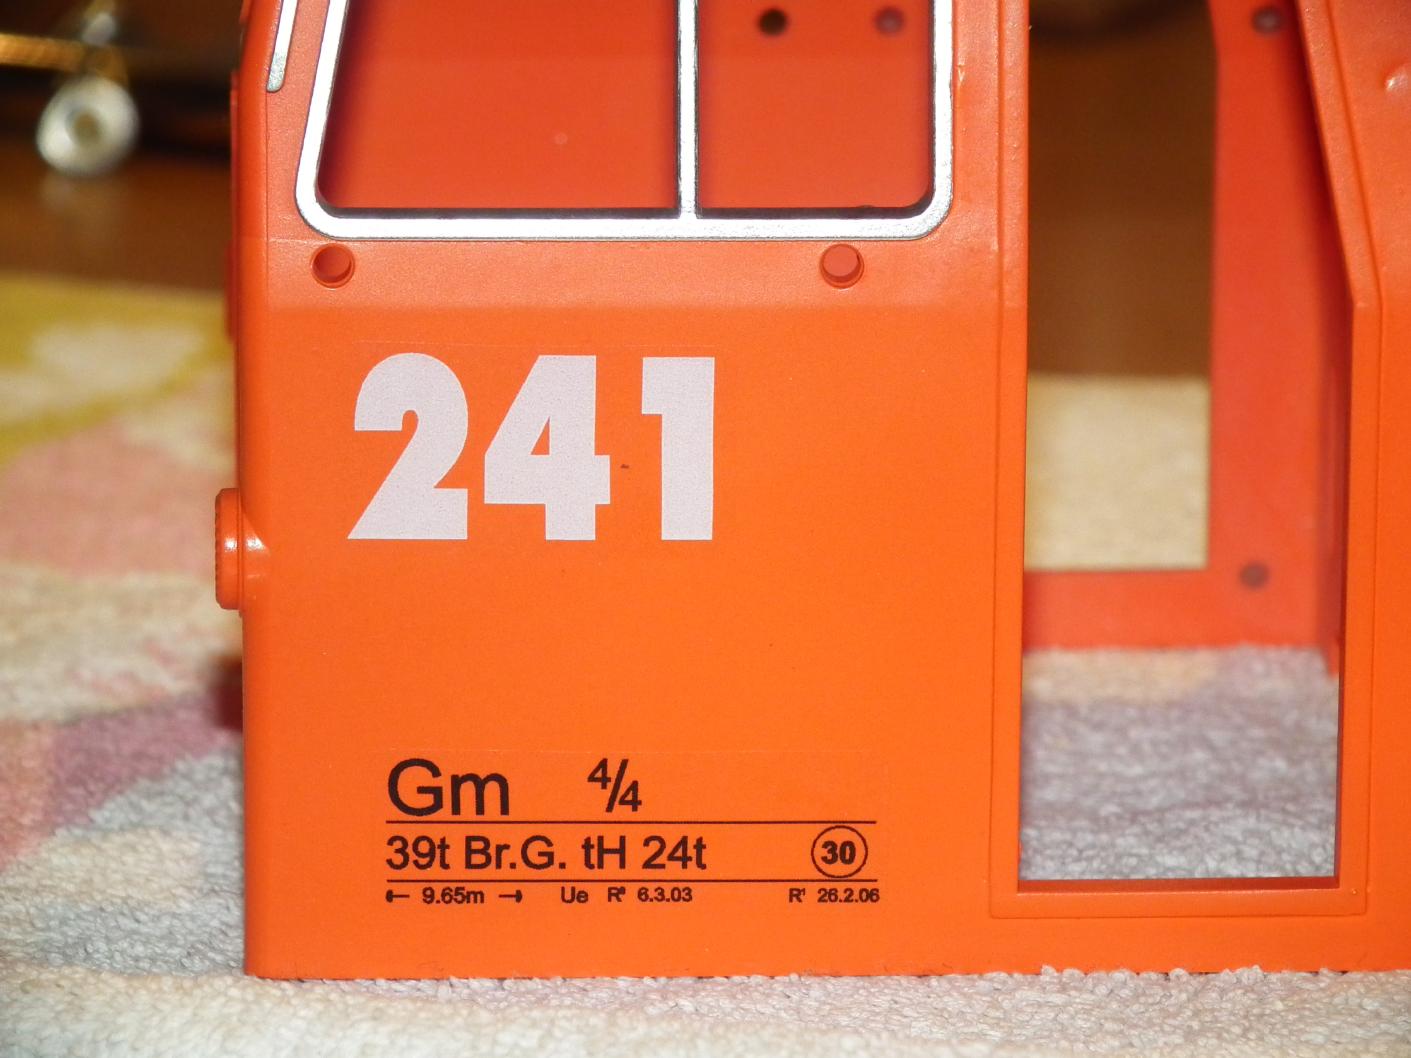 241
Gm 4/4
39t Br.G. tH 24t 30
9.65m Ue R³ 6.3.03 R¹ 26.2.06